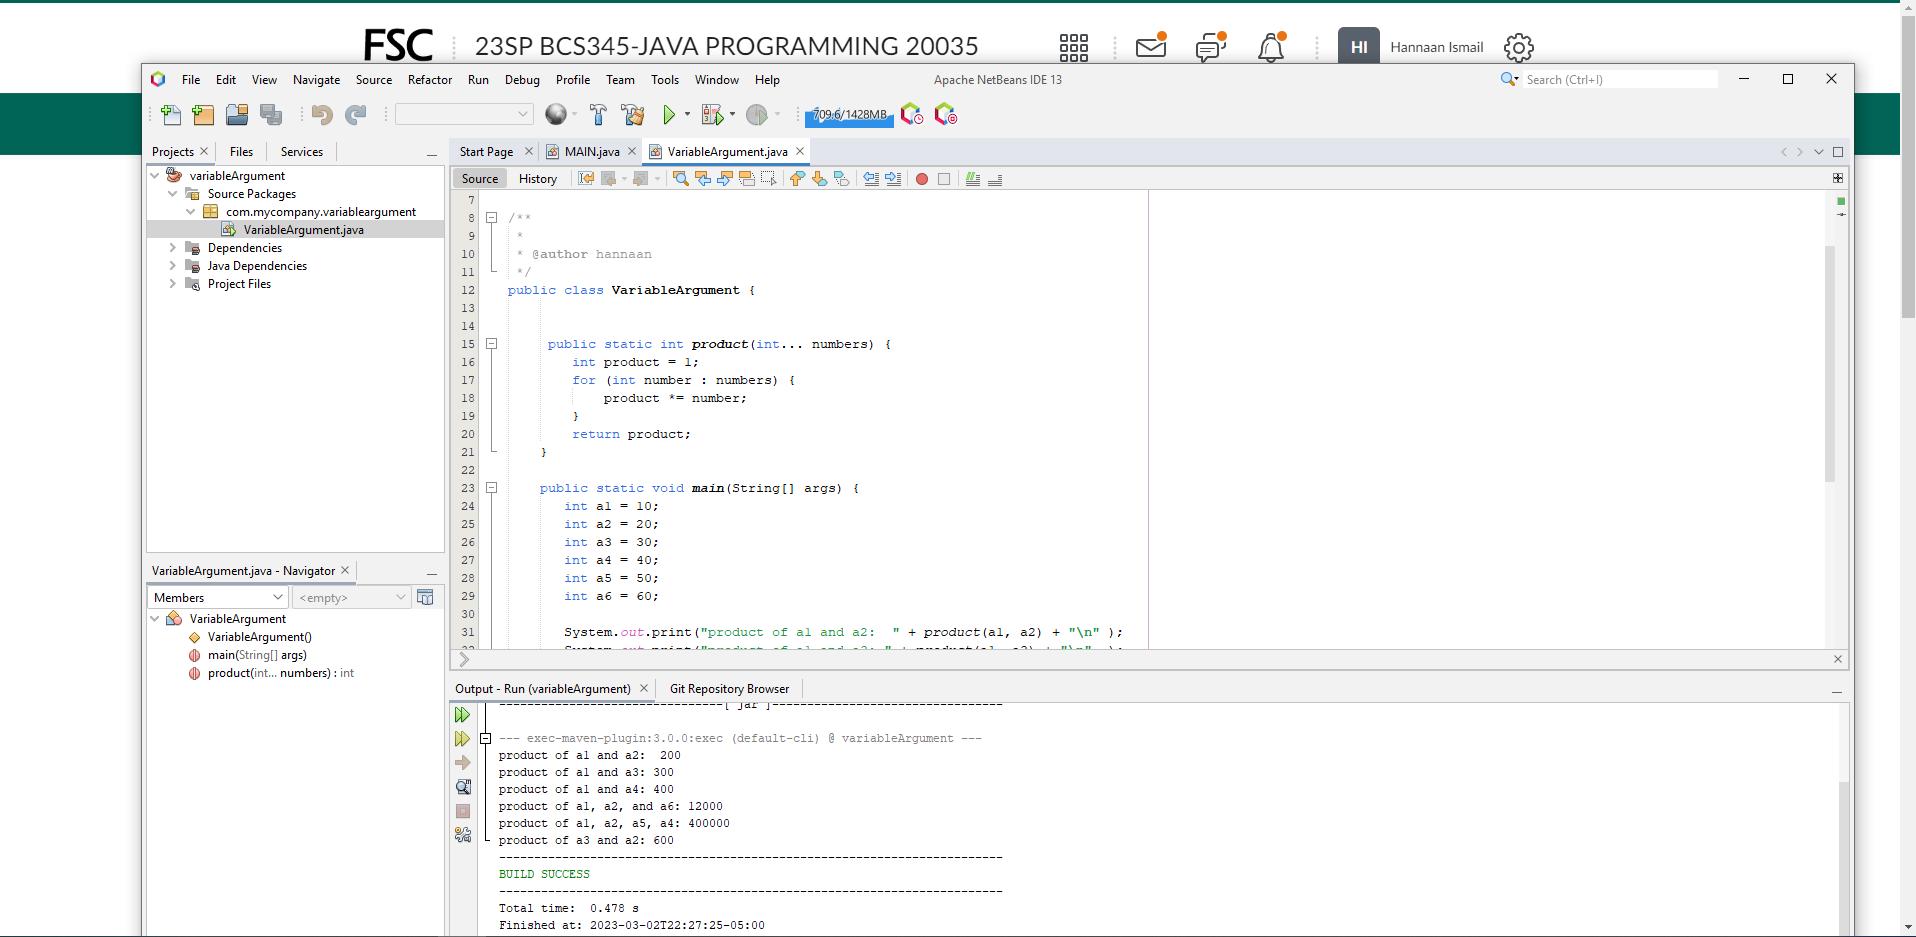 FSC 23SP BCS345-JAVA PROGRAMMING 20035 HI Hannaan Ismail
File Edit View Navigate Source Refactor Run Debug Profile Team Tools Window Help Apache NetBeans IDE 13 Search (Ctrl+I)
709.6/1428MB
Projects Files Services
variableArgument
Source Packages
com.mycompany.variableargument
VariableArgument.java
Dependencies
Java Dependencies
Project Files
VariableArgument.java - Navigator
Members <empty>
VariableArgument
VariableArgument()
main(String[] args)
product(int... numbers) : int
Start Page MAIN.java VariableArgument.java
Source History
7
8 /**
9 *
10 * @author hannaan
11 */
12 public class VariableArgument {
13
14
15 public static int product(int... numbers) {
16 int product = 1;
17 for (int number : numbers) {
18 product *= number;
19 }
20 return product;
21 }
22
23 public static void main(String[] args) {
24 int a1 = 10;
25 int a2 = 20;
26 int a3 = 30;
27 int a4 = 40;
28 int a5 = 50;
29 int a6 = 60;
30
31 System.out.print("product of a1 and a2:  " + product(a1, a2) + "\n" );
Output - Run (variableArgument) Git Repository Browser
--------------------------------[ jar ]---------------------------------
--- exec-maven-plugin:3.0.0:exec (default-cli) @ variableArgument ---
product of a1 and a2:  200
product of a1 and a3: 300
product of a1 and a4: 400
product of a1, a2, and a6: 12000
product of a1, a2, a5, a4: 400000
product of a3 and a2: 600
------------------------------------------------------------------------
BUILD SUCCESS
------------------------------------------------------------------------
Total time:  0.478 s
Finished at: 2023-03-02T22:27:25-05:00